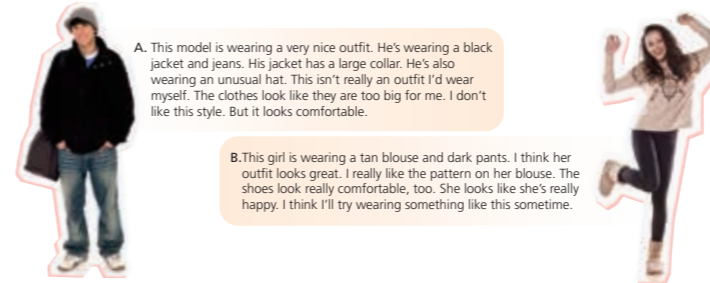 A. This model is wearing a very nice outfit. He's wearing a black
jacket and jeans. His jacket has a large collar. He's also
wearing an unusual hat. This isn't really an outfit I'd wear
myself. The clothes look like they are too big for me. I don't
like this style. But it looks comfortable.
B.This girl is wearing a tan blouse and dark pants. I think her
outfit looks great. I really like the pattern on her blouse. The
shoes look really comfortable, too. She looks like she's really
happy. I think I'll try wearing something like this sometime.